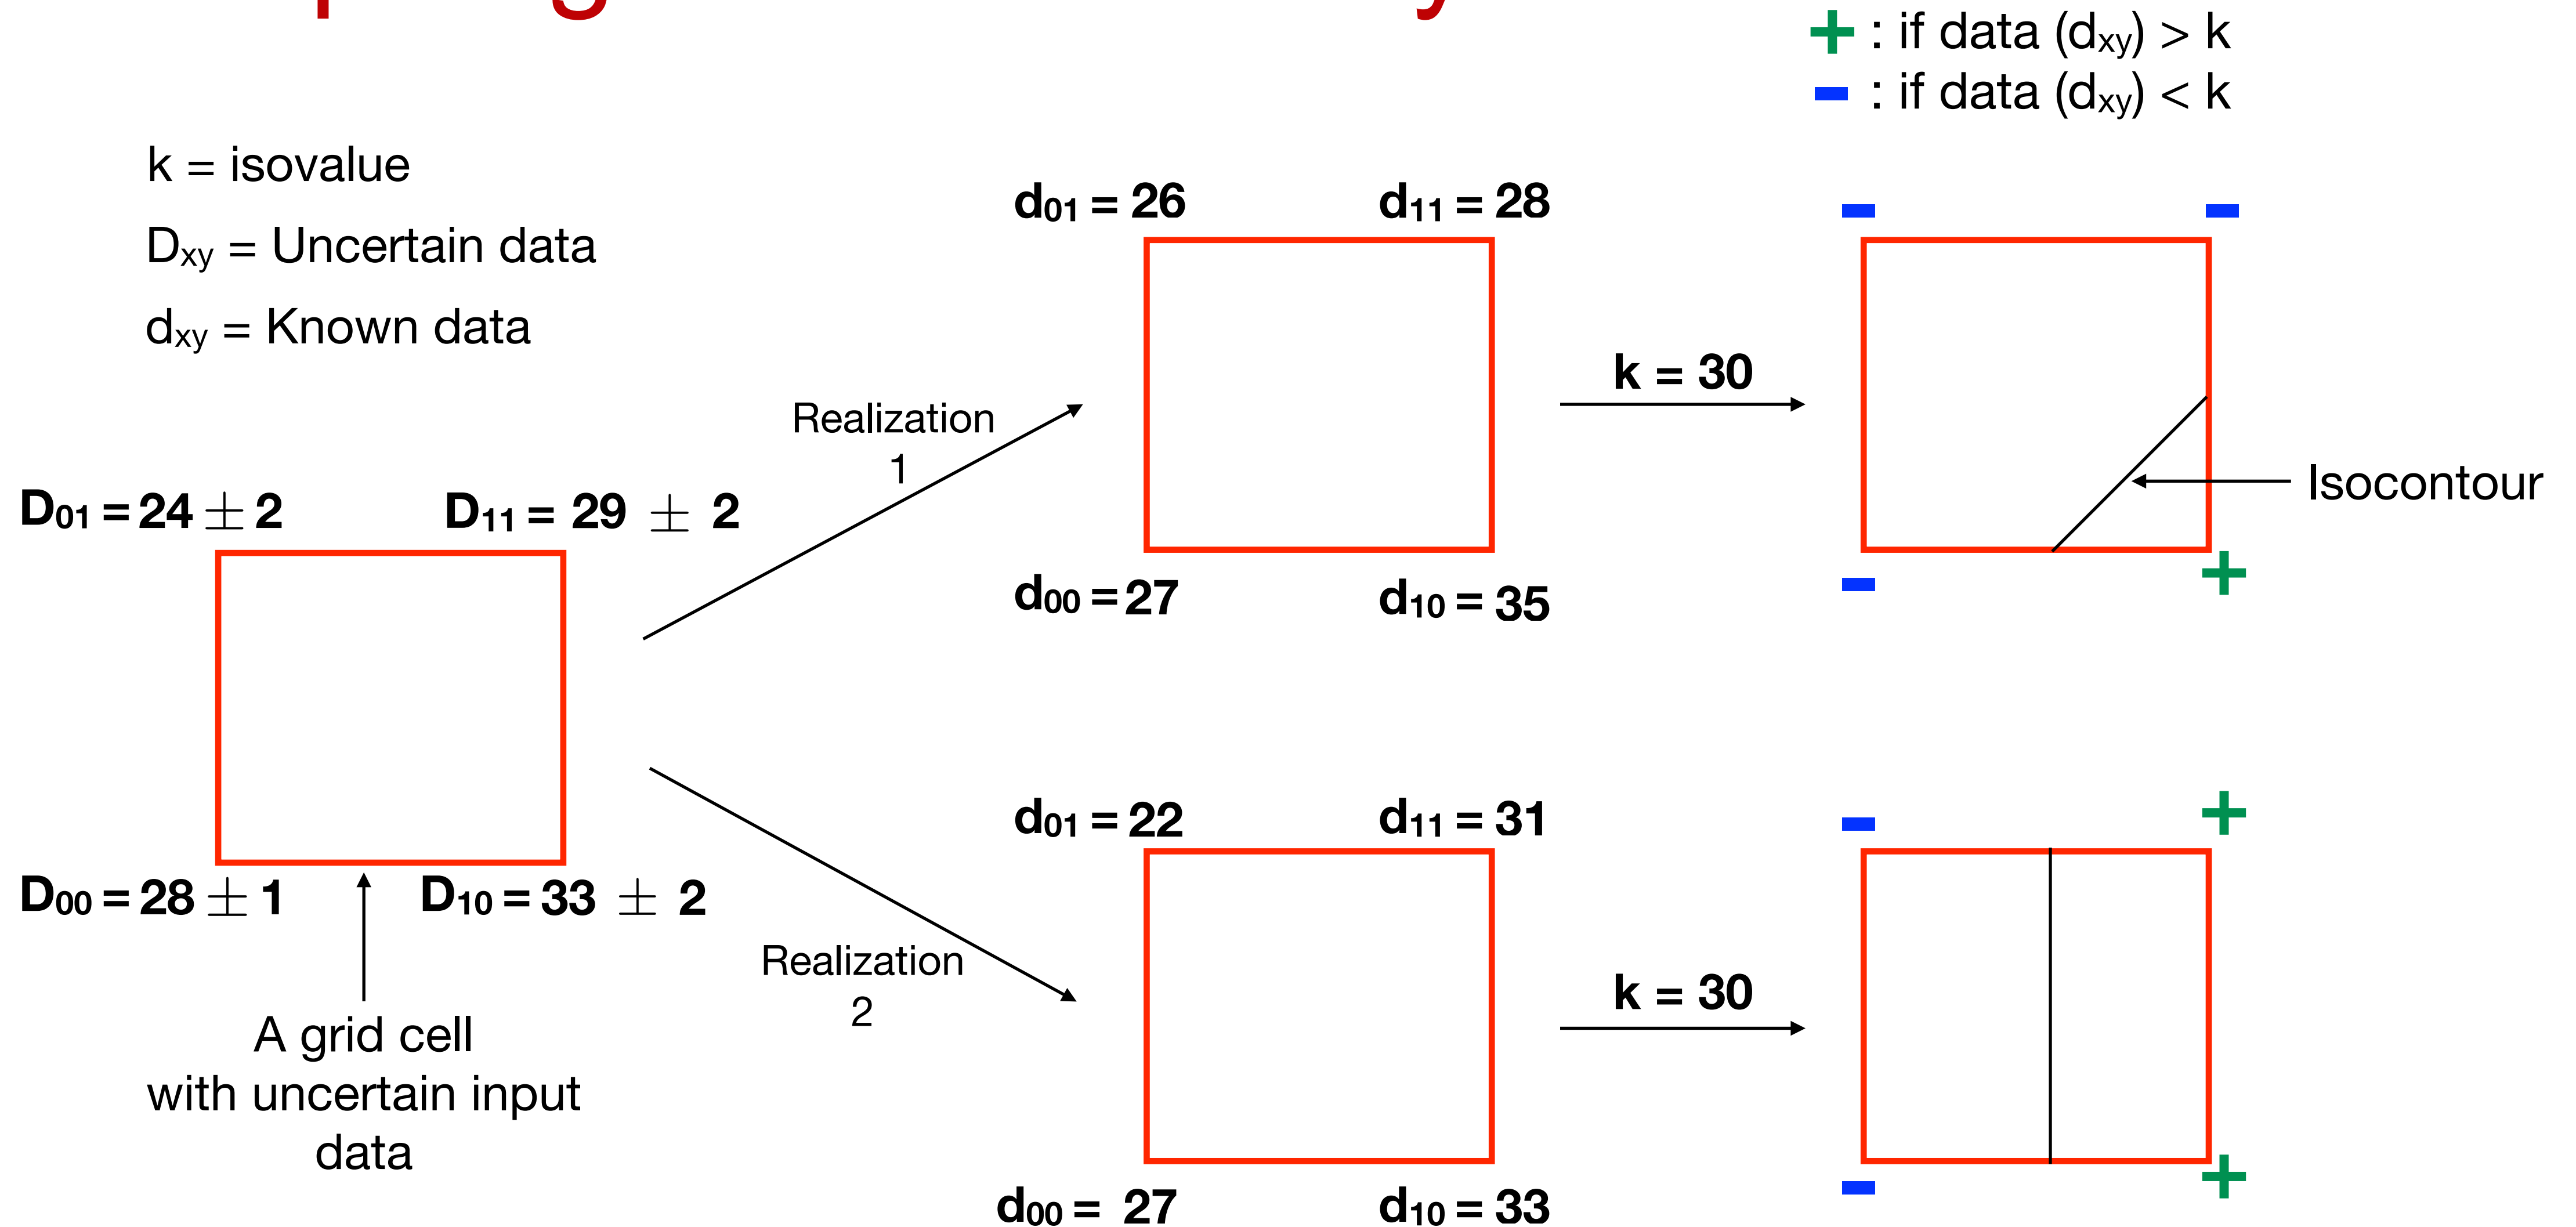 + : if data (dxy) > k
- : if data (dxy) < k
k = isovalue
Dxy = Uncertain data
dxy = Known data
d01 = 26 d11 = 28
- -
k = 30
Realization
1
Isocontour
D01 = 24 ± 2 D11 = 29 ± 2
d00 = 27 d10 = 35
- +
d01 = 22 d11 = 31
- +
D00 = 28 ± 1 D10 = 33 ± 2
Realization
2
k = 30
A grid cell
with uncertain input
data
d00 = 27 d10 = 33
- +